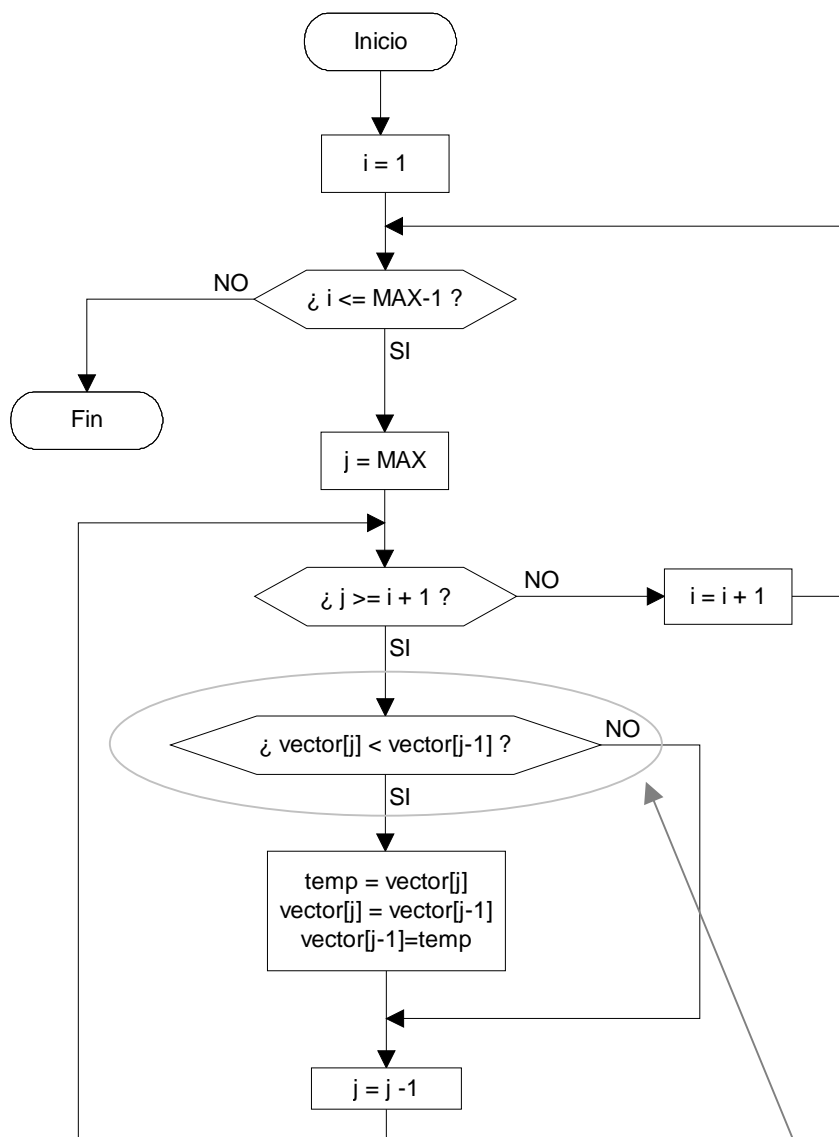 Inicio
i = 1
NO
¿ i <= MAX-1 ?
SI
Fin
j = MAX
¿ j >= i + 1 ?
NO
i = i + 1
SI
¿ vector[j] < vector[j-1] ?
NO
SI
temp = vector[j]
vector[j] = vector[j-1]
vector[j-1]=temp
j = j -1